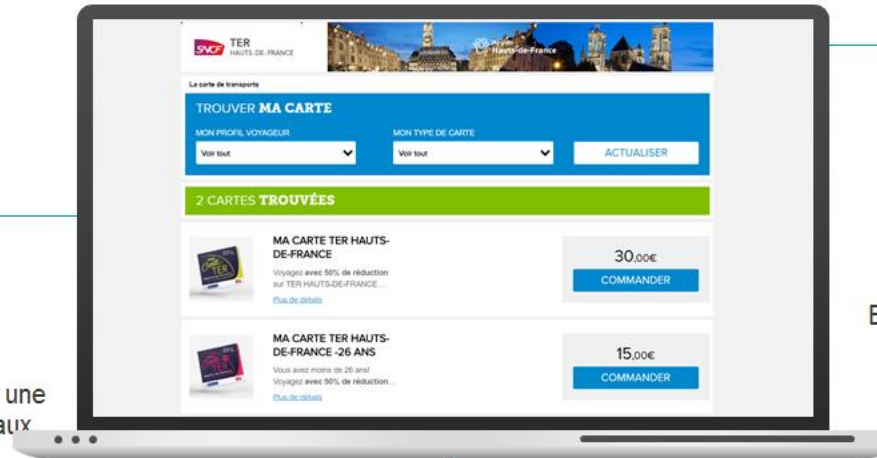 SNCF
TER
HAUTS-DE-FRANCE
Hauts-de-France
La carte de transports
TROUVER MA CARTE
MON PROFIL VOYAGEUR
MON TYPE DE CARTE
Voir tout
Voir tout
ACTUALISER
2 CARTES TROUVÉES
MA CARTE TER HAUTS-
DE-FRANCE
Voyagez avec 50% de réduction
sur TER HAUTS-DE-FRANCE...
Plus de détails
30,00€
COMMANDER
MA CARTE TER HAUTS-
DE-FRANCE -26 ANS
Vous avez moins de 26 ans!
Voyagez avec 50% de réduction...
Plus de détails
15,00€
COMMANDER
E
une
aux